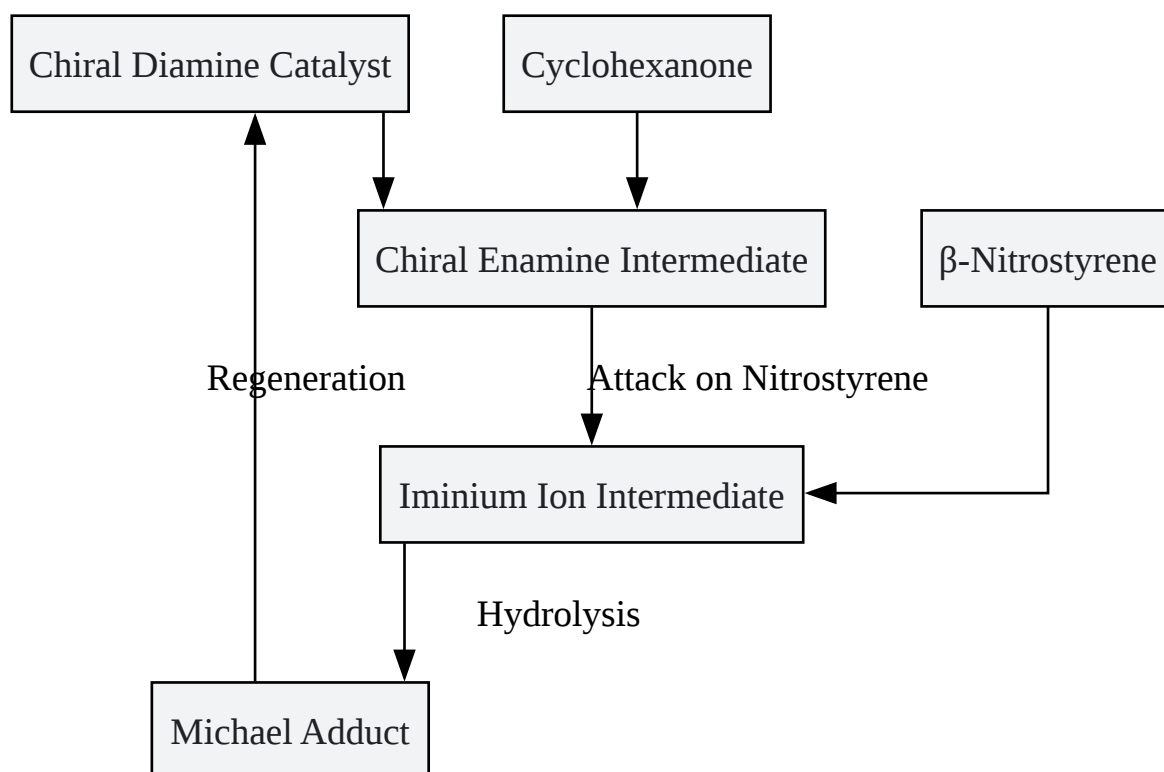 Chiral Diamine Catalyst
Cyclohexanone
Chiral Enamine Intermediate
β-Nitrostyrene
Regeneration
Attack on Nitrostyrene
Iminium Ion Intermediate
Hydrolysis
Michael Adduct